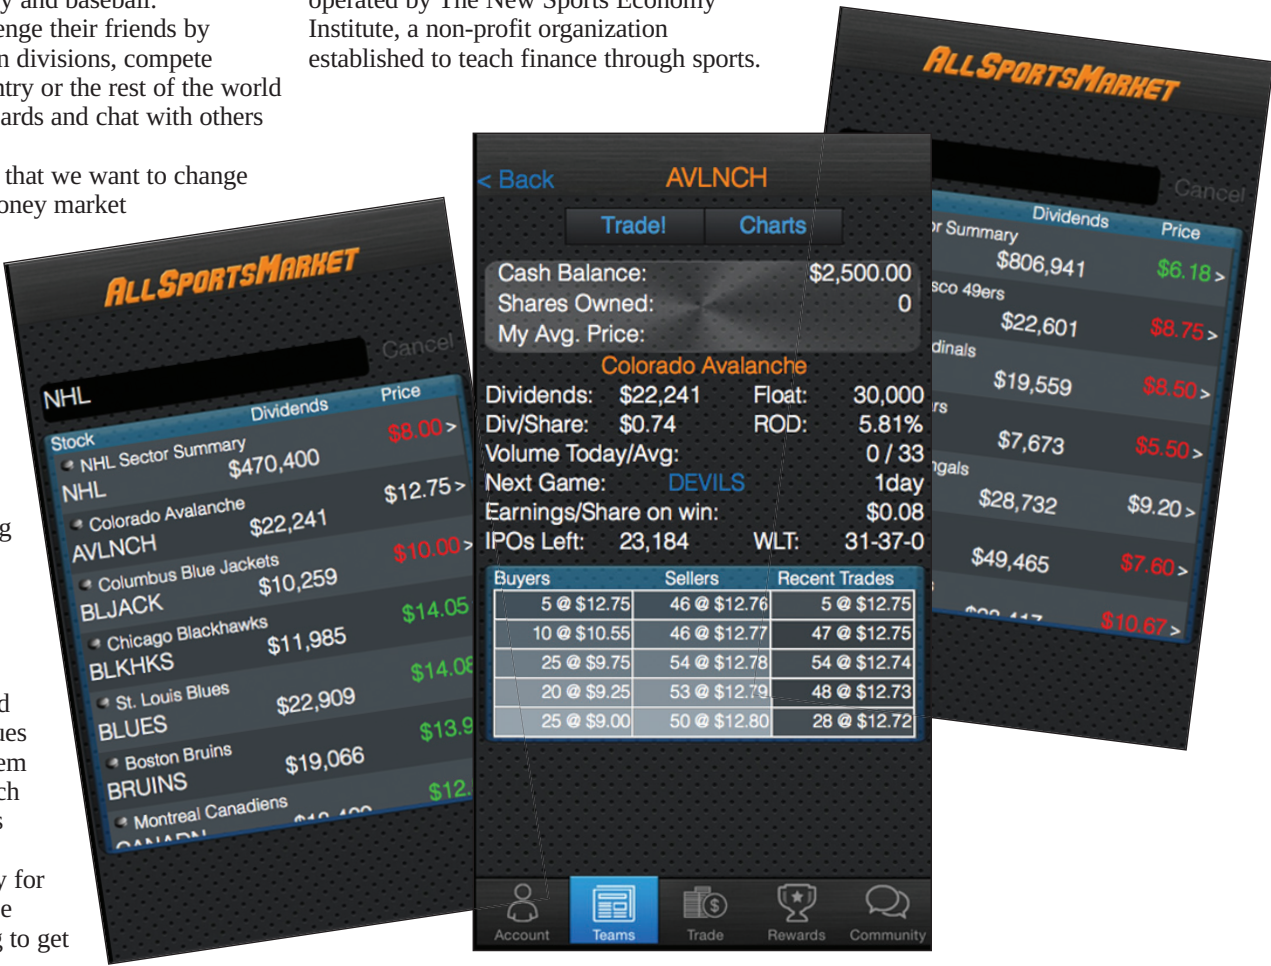 y and baseball.
enge their friends by
n divisions, compete
ntry or the rest of the world
ards and chat with others
that we want to change
oney market
g
d
ues
em
ch
s
y for
e
g to get
operated by The New Sports Economy
Institute, a non-profit organization
established to teach finance through sports.
AllSportsMarket
NHL
Cancel
Stock Dividends Price
NHL Sector Summary
NHL $470,400 $8.00 >
Colorado Avalanche
AVLNCH $22,241 $12.75 >
Columbus Blue Jackets
BLJACK $10,259 $10.00 >
Chicago Blackhawks
BLKHKS $11,985 $14.05
St. Louis Blues
BLUES $22,909 $14.08
Boston Bruins
BRUINS $19,066 $13.9
Montreal Canadiens
$12.
< Back AVLNCH
Trade! Charts
Cash Balance: $2,500.00
Shares Owned: 0
My Avg. Price:
Colorado Avalanche
Dividends: $22,241 Float: 30,000
Div/Share: $0.74 ROD: 5.81%
Volume Today/Avg: 0 / 33
Next Game: DEVILS 1day
Earnings/Share on win: $0.08
IPOs Left: 23,184 WLT: 31-37-0
Buyers Sellers Recent Trades
5 @ $12.75 46 @ $12.76 5 @ $12.75
10 @ $10.55 46 @ $12.77 47 @ $12.75
25 @ $9.75 54 @ $12.78 54 @ $12.74
20 @ $9.25 53 @ $12.79 48 @ $12.73
25 @ $9.00 50 @ $12.80 28 @ $12.72
Account Teams Trade Rewards Community
AllSportsMarket
Cancel
Dividends Price
or Summary
$806,941 $6.18 >
sco 49ers
$22,601 $8.75 >
dinals
$19,559 $8.50 >
rs
$7,673 $5.50 >
ngals
$28,732 $9.20 >
$49,465 $7.60 >
$10.67 >